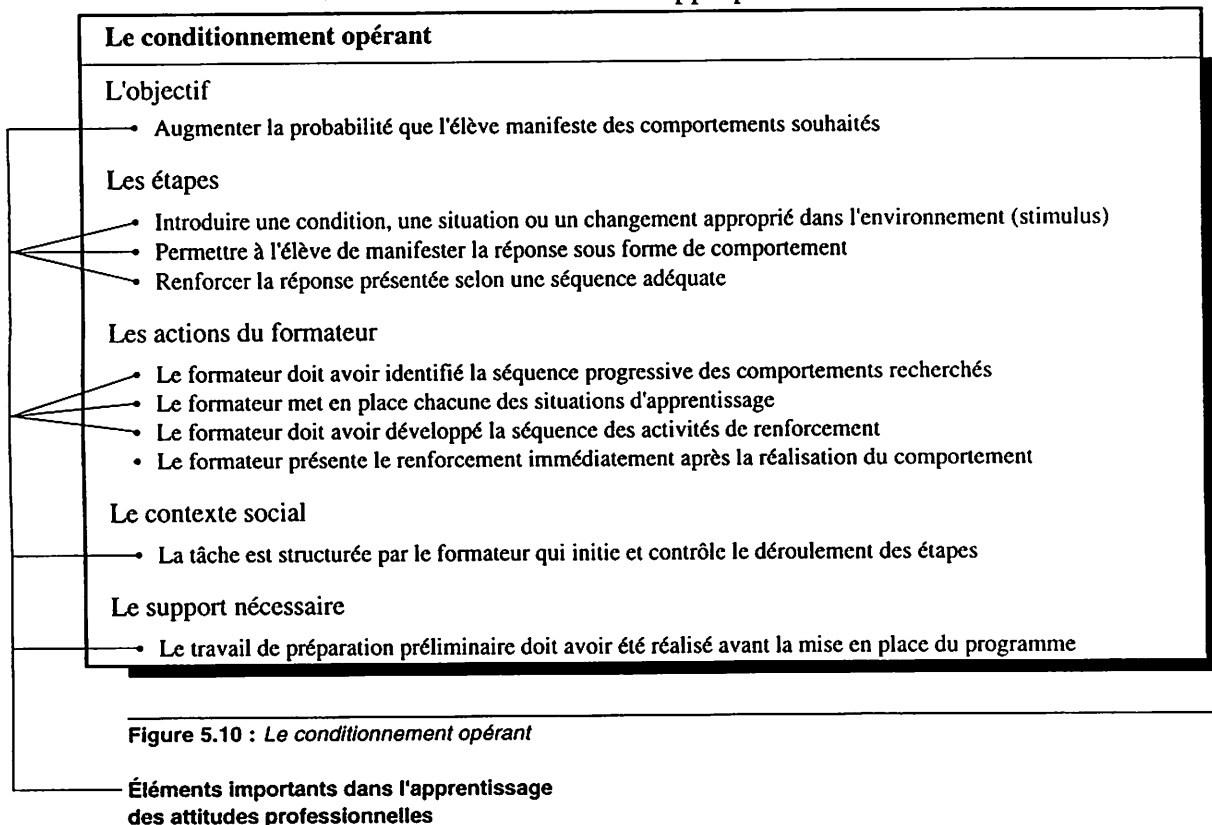 Le conditionnement opérant
L'objectif
• Augmenter la probabilité que l'élève manifeste des comportements souhaités
Les étapes
• Introduire une condition, une situation ou un changement approprié dans l'environnement (stimulus)
• Permettre à l'élève de manifester la réponse sous forme de comportement
• Renforcer la réponse présentée selon une séquence adéquate
Les actions du formateur
• Le formateur doit avoir identifié la séquence progressive des comportements recherchés
• Le formateur met en place chacune des situations d'apprentissage
• Le formateur doit avoir développé la séquence des activités de renforcement
• Le formateur présente le renforcement immédiatement après la réalisation du comportement
Le contexte social
• La tâche est structurée par le formateur qui initie et contrôle le déroulement des étapes
Le support nécessaire
• Le travail de préparation préliminaire doit avoir été réalisé avant la mise en place du programme
Figure 5.10 : Le conditionnement opérant
Éléments importants dans l'apprentissage
des attitudes professionnelles